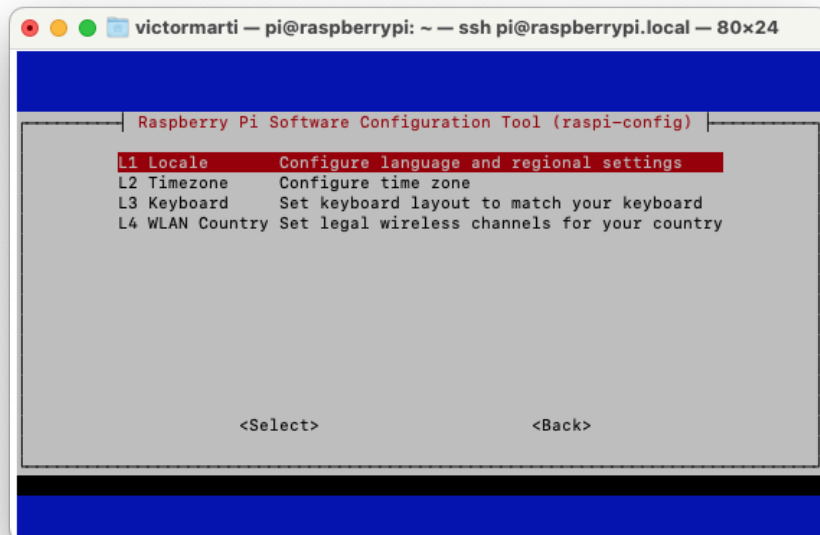 victormarti — pi@raspberrypi: ~ — ssh pi@raspberrypi.local — 80×24
Raspberry Pi Software Configuration Tool (raspi-config)
L1 Locale Configure language and regional settings
L2 Timezone Configure time zone
L3 Keyboard Set keyboard layout to match your keyboard
L4 WLAN Country Set legal wireless channels for your country
<Select> <Back>